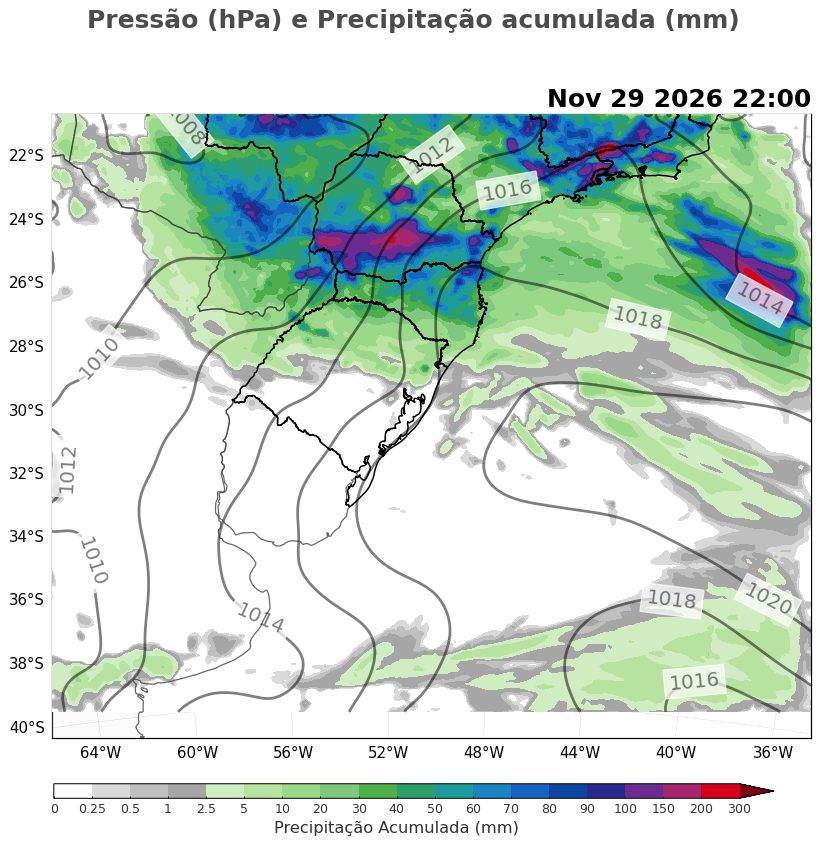 Pressão (hPa) e Precipitação acumulada (mm)
Nov 29 2026 22:00
1008
1012
1016
1018
1014
1010
1012
1010
1014
1018
1020
1016
22°S
24°S
26°S
28°S
30°S
32°S
34°S
36°S
38°S
40°S
64°W 60°W 56°W 52°W 48°W 44°W 40°W 36°W
0 0.25 0.5 1 2.5 5 10 20 30 40 50 60 70 80 90 100 150 200 300
Precipitação Acumulada (mm)